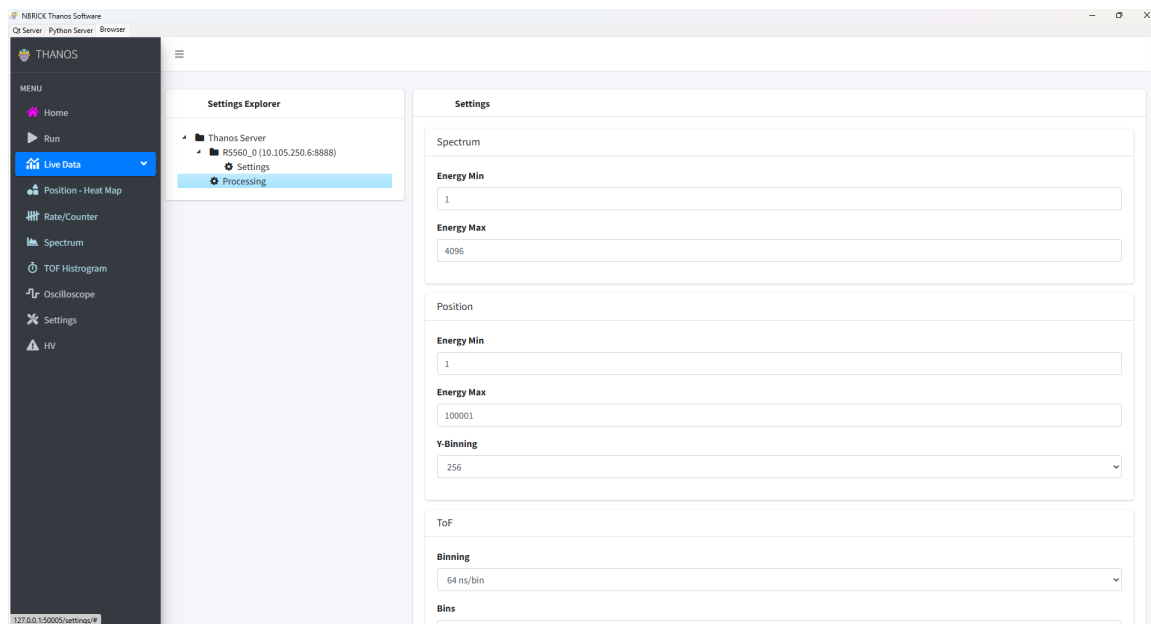 NBRICK Thanos Software
Qt Server Python Server Browser
THANOS
MENU
Home
Run
Live Data
Position - Heat Map
Rate/Counter
Spectrum
TOF Histrogram
Oscilloscope
Settings
HV
127.0.0.1:50005/settings/#
Settings Explorer
Thanos Server
R5560_0 (10.105.250.6:8888)
Settings
Processing
Settings
Spectrum
Energy Min
1
Energy Max
4096
Position
Energy Min
1
Energy Max
100001
Y-Binning
256
ToF
Binning
64 ns/bin
Bins